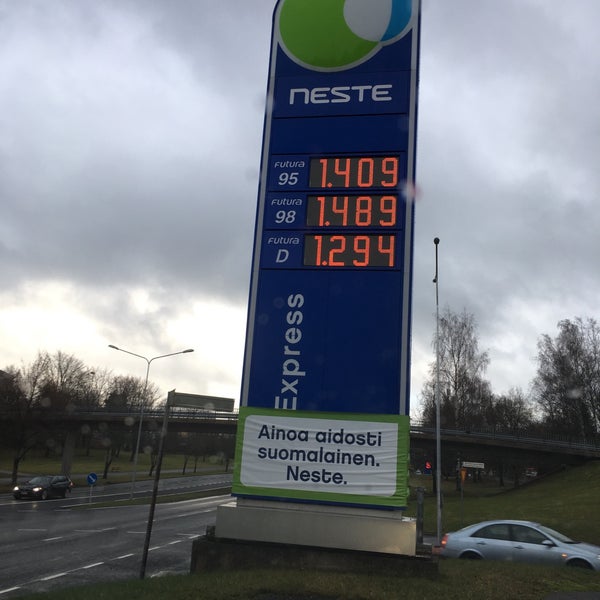 NESTE
Futura 95 1.409
Futura 98 1.489
Futura D 1.294
Express
Ainoa aidosti
suomalainen.
Neste.